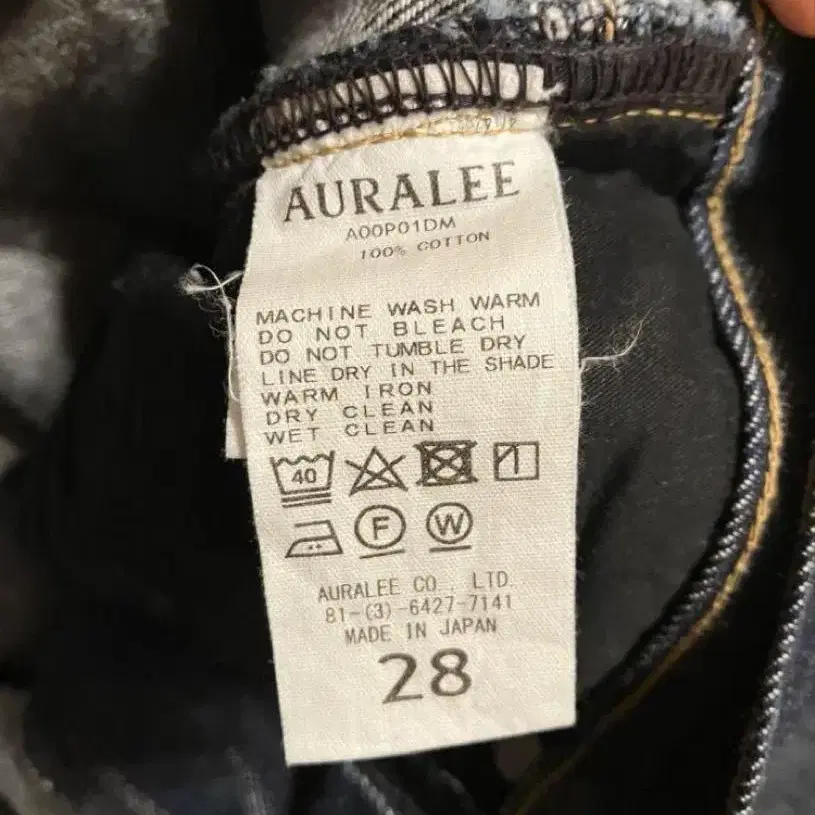 AURALEE
A00P01DM
100% COTTON
MACHINE WASH WARM
DO NOT BLEACH
DO NOT TUMBLE DRY
LINE DRY IN THE SHADE
WARM IRON
DRY CLEAN
WET CLEAN
40
F W
AURALEE CO., LTD.
81-(3)-6427-7141
MADE IN JAPAN
28